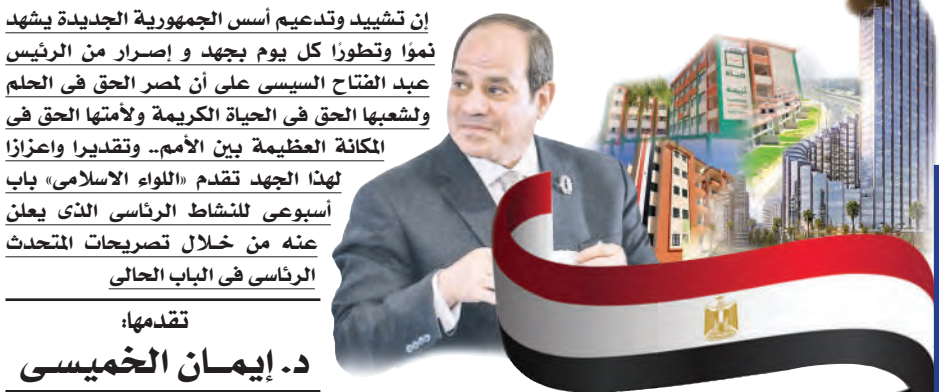 إن تشييد وتدعيم أسس الجمهورية الجديدة يشهد
نموًا وتطورًا كل يوم بجهد و إصرار من الرئيس
عبد الفتاح السيسى على أن لمصر الحق فى الحلم
ولشعبها الحق فى الحياة الكريمة ولأمتها الحق فى
المكانة العظيمة بين الأمم.. وتقديرا واعزازا
لهذا الجهد تقدم «اللواء الاسلامى» باب
أسبوعى للنشاط الرئاسى الذى يعلن
عنه من خلال تصريحات المتحدث
الرئاسى فى الباب الحالى
تقدمها:
د. إيمان الخميسى